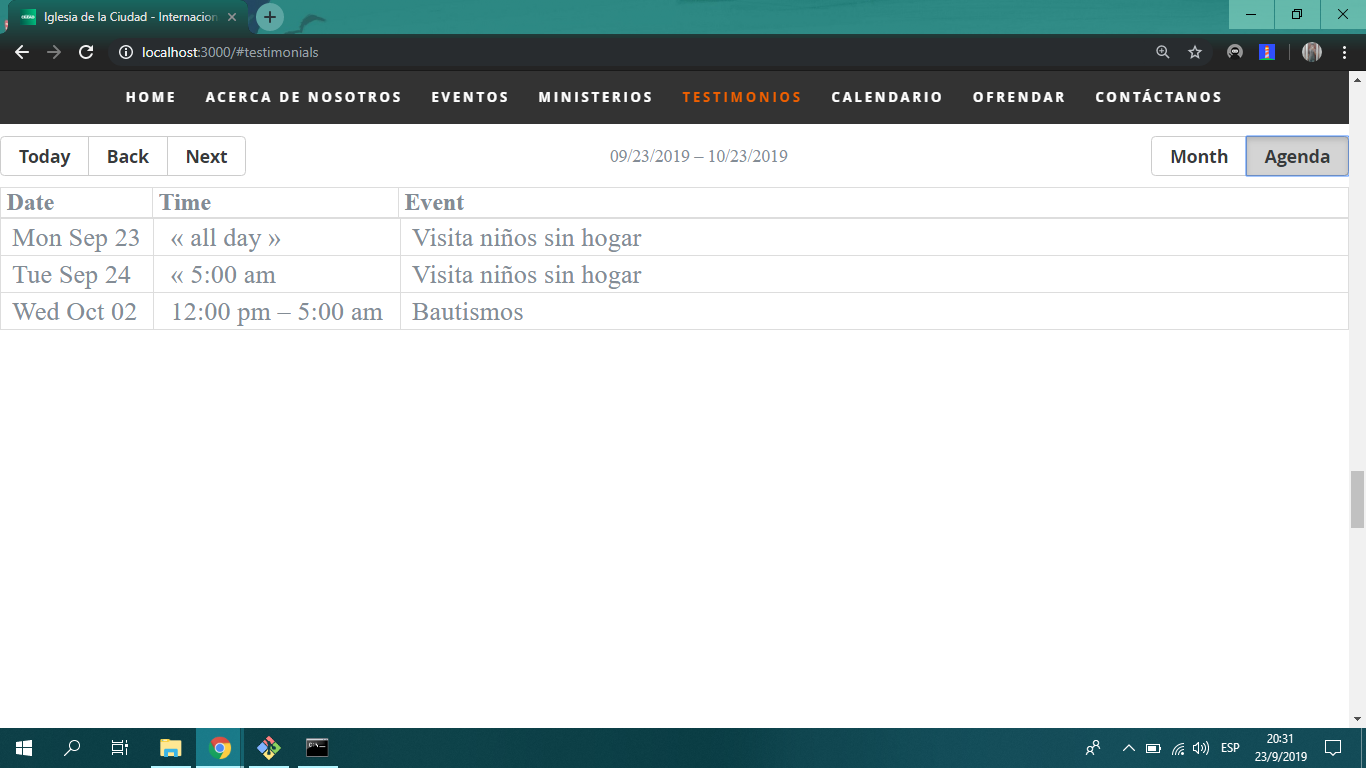 Iglesia de la Ciudad - Internacion
localhost:3000/#testimonials
HOME ACERCA DE NOSOTROS EVENTOS MINISTERIOS TESTIMONIOS CALENDARIO OFRENDAR CONTÁCTANOS
Today Back Next 09/23/2019 – 10/23/2019 Month Agenda
Date Time Event
Mon Sep 23 « all day » Visita niños sin hogar
Tue Sep 24 « 5:00 am Visita niños sin hogar
Wed Oct 02 12:00 pm – 5:00 am Bautismos
ESP 20:31
23/9/2019